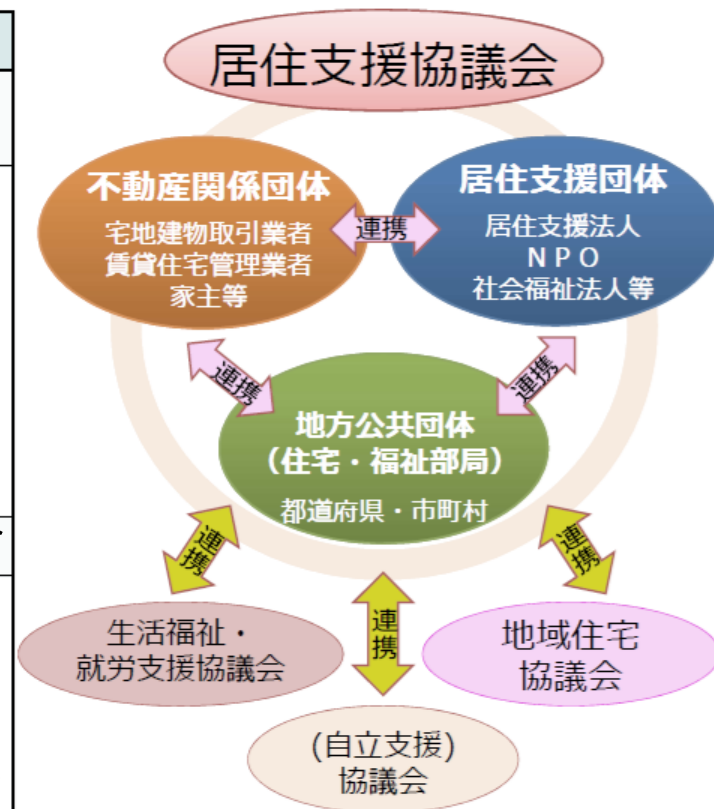 居住支援協議会
不動産関係団体
宅地建物取引業者
賃貸住宅管理業者
家主等
連携
居住支援団体
居住支援法人
NPO
社会福祉法人等
連携
連携
地方公共団体
(住宅・福祉部局)
都道府県・市町村
連携
連携
連携
生活福祉・
就労支援協議会
(自立支援)
協議会
地域住宅
協議会